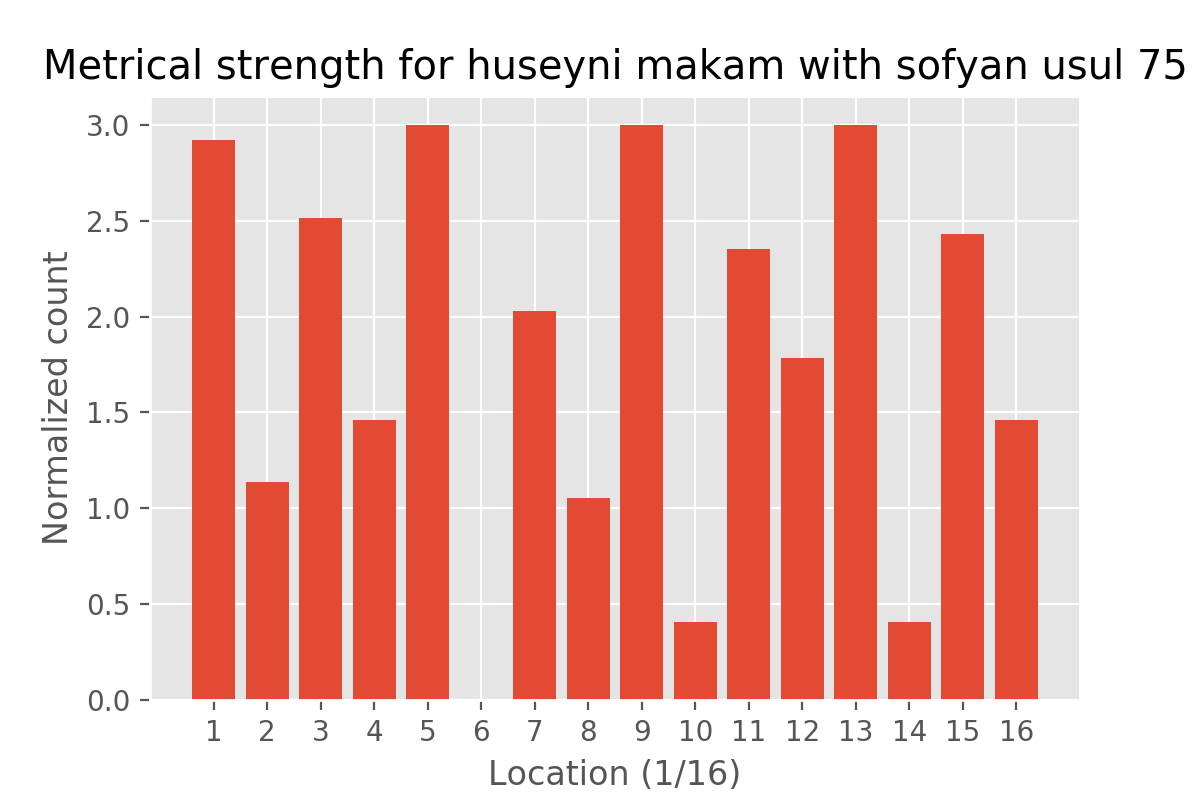 Metrical strength for huseyni makam with sofyan usul 75
Normalized count
3.0
2.5
2.0
1.5
1.0
0.5
0.0
1 2 3 4 5 6 7 8 9 10 11 12 13 14 15 16
Location (1/16)